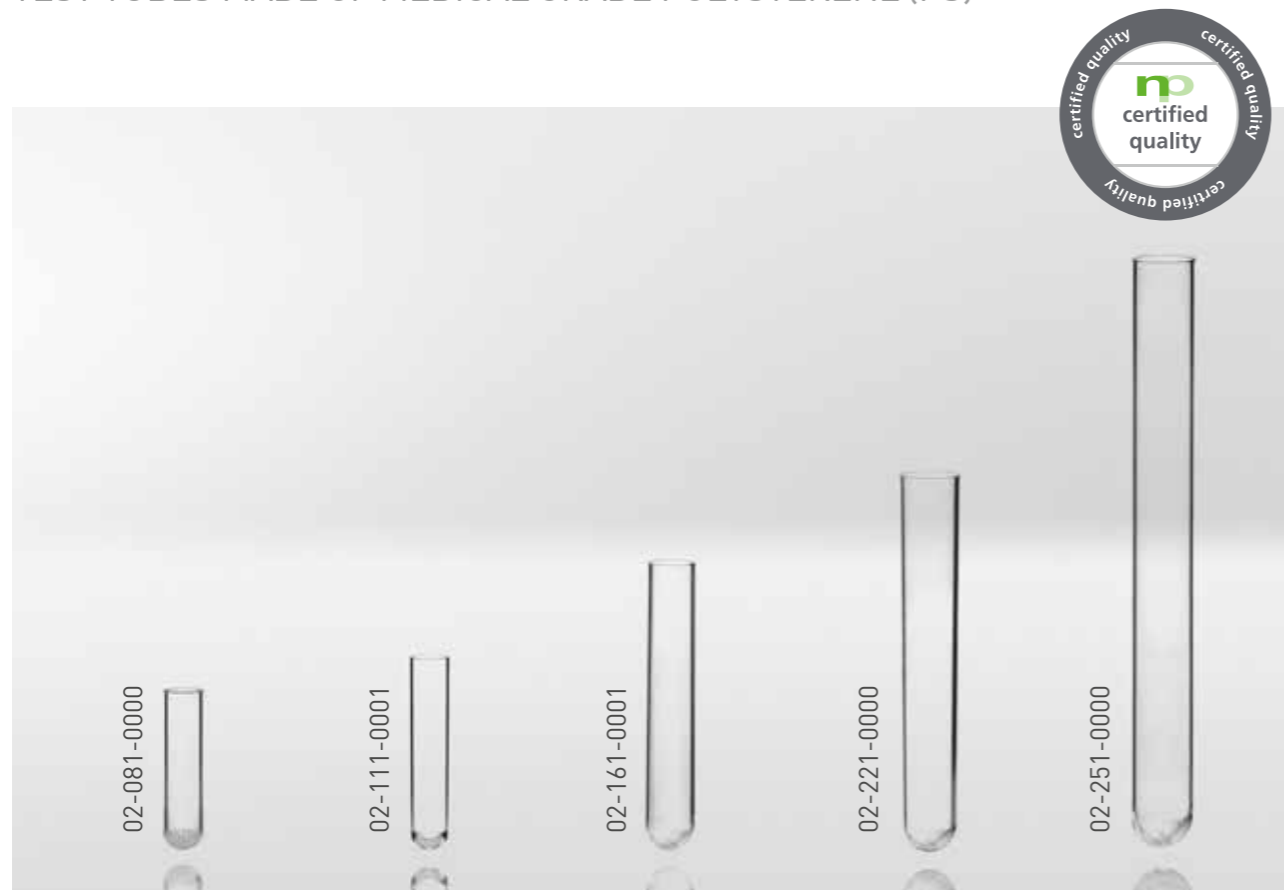 certified quality
certified quality
np
certified
quality
certified quality
02-081-0000
02-111-0001
02-161-0001
02-221-0000
02-251-0000